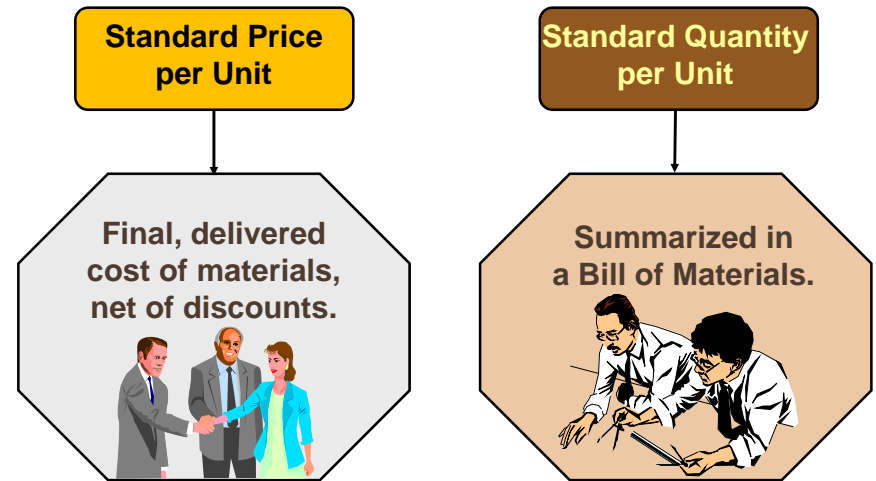 Standard Price
per Unit
Standard Quantity
per Unit
Final, delivered
cost of materials,
net of discounts.
Summarized in
a Bill of Materials.